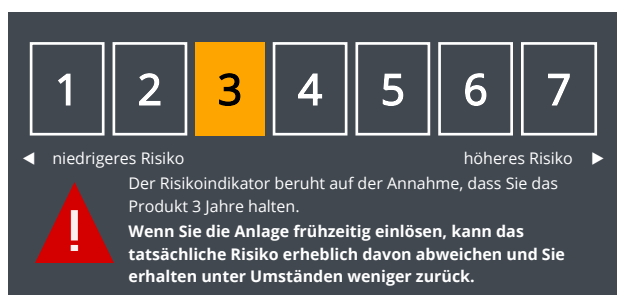 1 2 3 4 5 6 7
◀ niedrigeres Risiko höheres Risiko ▶
Der Risikoindikator beruht auf der Annahme, dass Sie das
Produkt 3 Jahre halten.
!
Wenn Sie die Anlage frühzeitig einlösen, kann das
tatsächliche Risiko erheblich davon abweichen und Sie
erhalten unter Umständen weniger zurück.